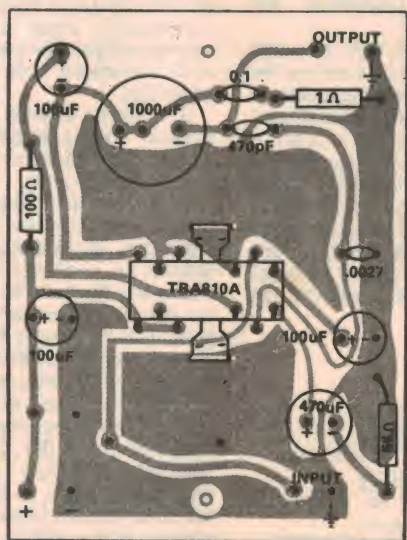 OUTPUT
+
-
100uF
0.1
1000uF
1Ω
+ -
470pF
100Ω
.0027
TBA810A
+ -
100uF
100uF
+ -
470uF
+ -
INPUT
+ -